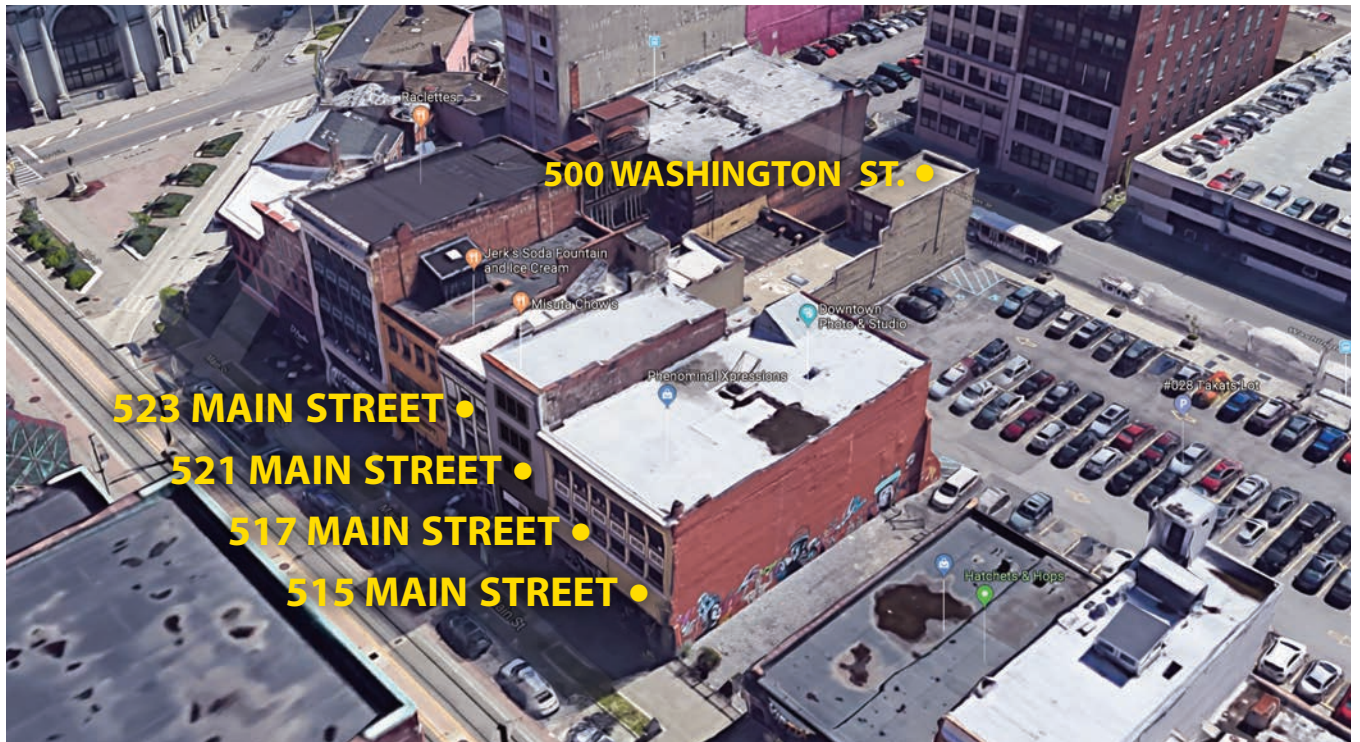 Raclettes
500 WASHINGTON ST.
Jerk's Soda Fountain
and Ice Cream
Misuta Chow's
Downtown
Photo & Studio
Phenominal Xpressions
#028 Takats Lot
523 MAIN STREET
521 MAIN STREET
517 MAIN STREET
515 MAIN STREET
Hatchets & Hops